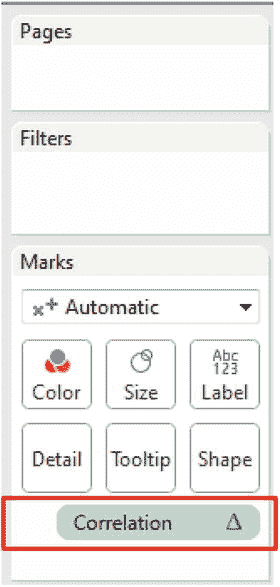 Pages
Filters
Marks
Automatic
Color
Size
Abc
123
Label
Detail
Tooltip
Shape
Correlation Δ